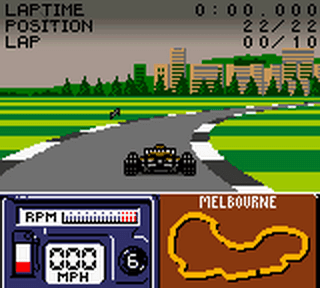 LAPTIME 0:00.000
POSITION 22/22
LAP 00/10
MELBOURNE
RPM
000
MPH
6